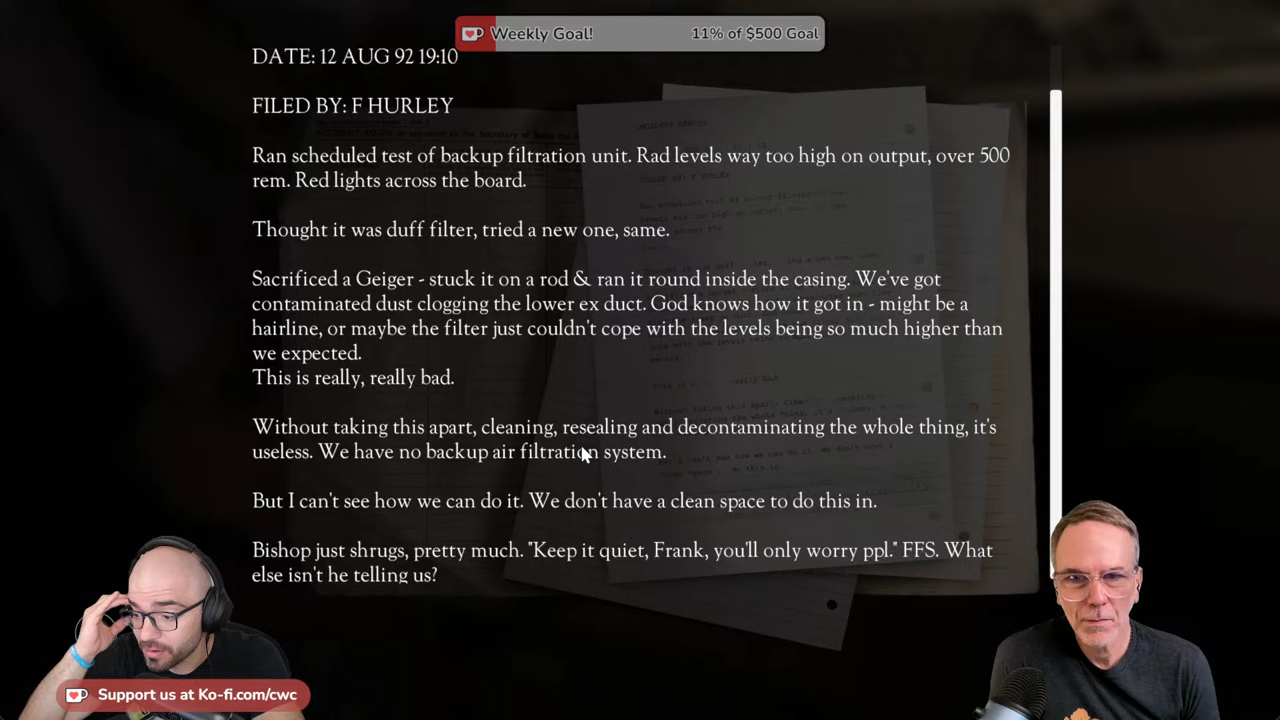 Weekly Goal! 11% of $500 Goal
DATE: 12 AUG 92 19:10
FILED BY: F HURLEY
Ran scheduled test of backup filtration unit. Rad levels way too high on output, over 500
rem. Red lights across the board.
Thought it was duff filter, tried a new one, same.
Sacrificed a Geiger - stuck it on a rod & ran it round inside the casing. We've got
contaminated dust clogging the lower ex duct. God knows how it got in - might be a
hairline, or maybe the filter just couldn't cope with the levels being so much higher than
we expected.
This is really, really bad.
Without taking this apart, cleaning, resealing and decontaminating the whole thing, it's
useless. We have no backup air filtration system.
But I can't see how we can do it. We don't have a clean space to do this in.
Bishop just shrugs, pretty much. "Keep it quiet, Frank, you'll only worry ppl." FFS. What
else isn't he telling us?
Support us at Ko-fi.com/cwc